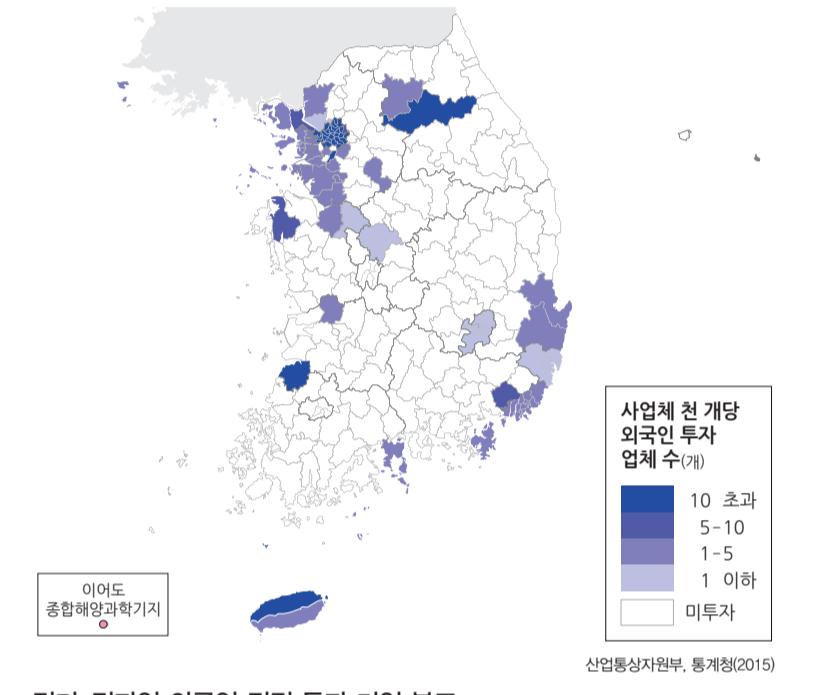 사업체 천 개당
외국인 투자
업체 수(개)
10 초과
5-10
1-5
1 이하
미투자
이어도
종합해양과학기지
산업통상자원부, 통계청(2015)